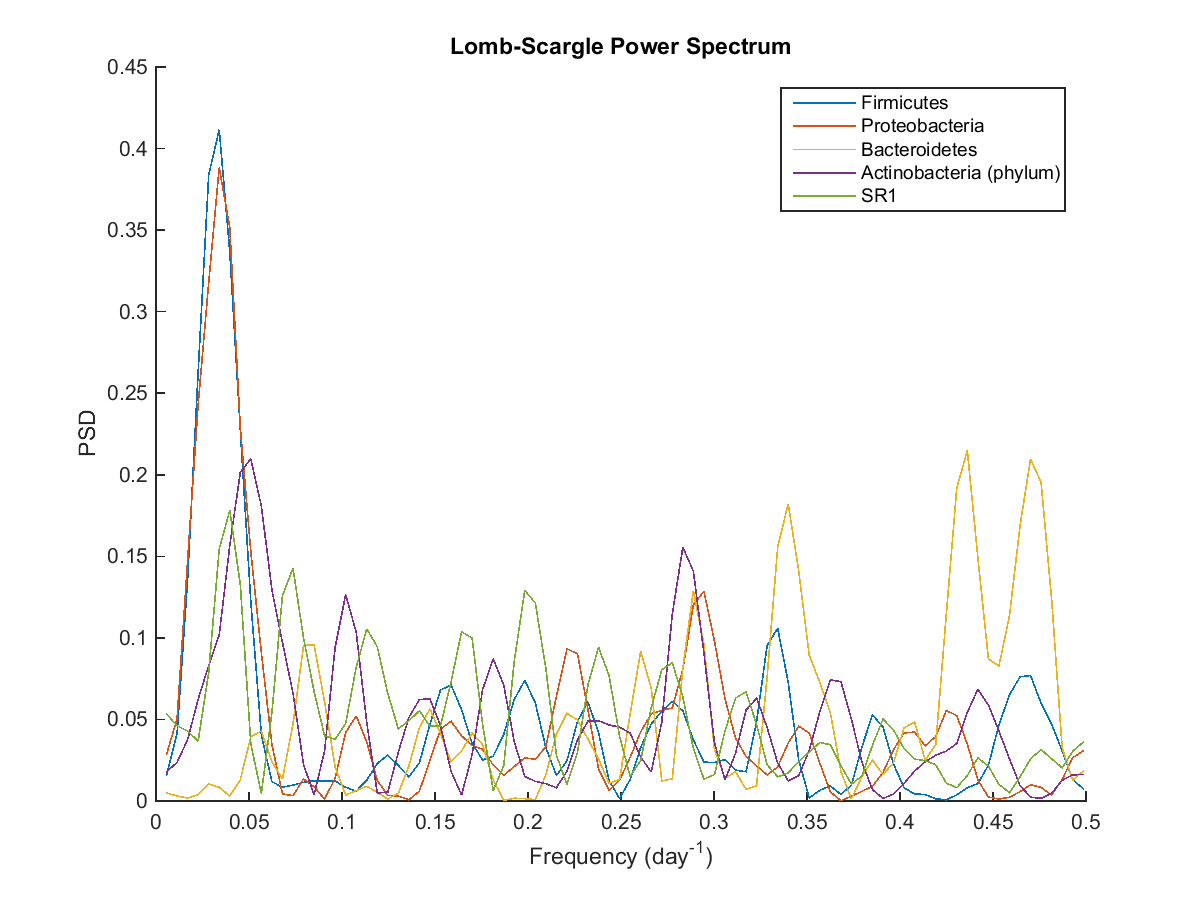 Lomb-Scargle Power Spectrum
0.45
0.4
0.35
0.3
0.25
0.2
0.15
0.1
0.05
0
PSD
Firmicutes
Proteobacteria
Bacteroidetes
Actinobacteria (phylum)
SR1
0 0.05 0.1 0.15 0.2 0.25 0.3 0.35 0.4 0.45 0.5
Frequency (day⁻¹)